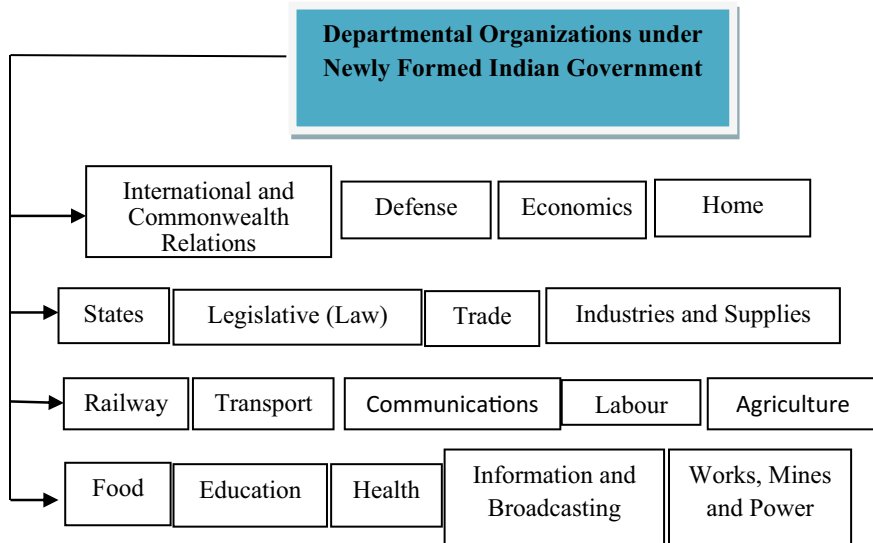 Departmental Organizations under
Newly Formed Indian Government
International and
Commonwealth
Relations
Defense
Economics
Home
States
Legislative (Law)
Trade
Industries and Supplies
Railway
Transport
Communications
Labour
Agriculture
Food
Education
Health
Information and
Broadcasting
Works, Mines
and Power